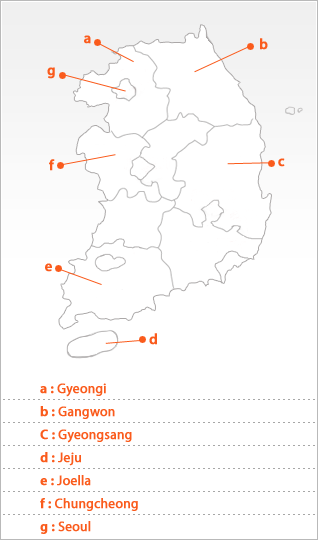 a
b
g
f
c
e
d
a : Gyeongi
b : Gangwon
C : Gyeongsang
d : Jeju
e : Joella
f : Chungcheong
g : Seoul